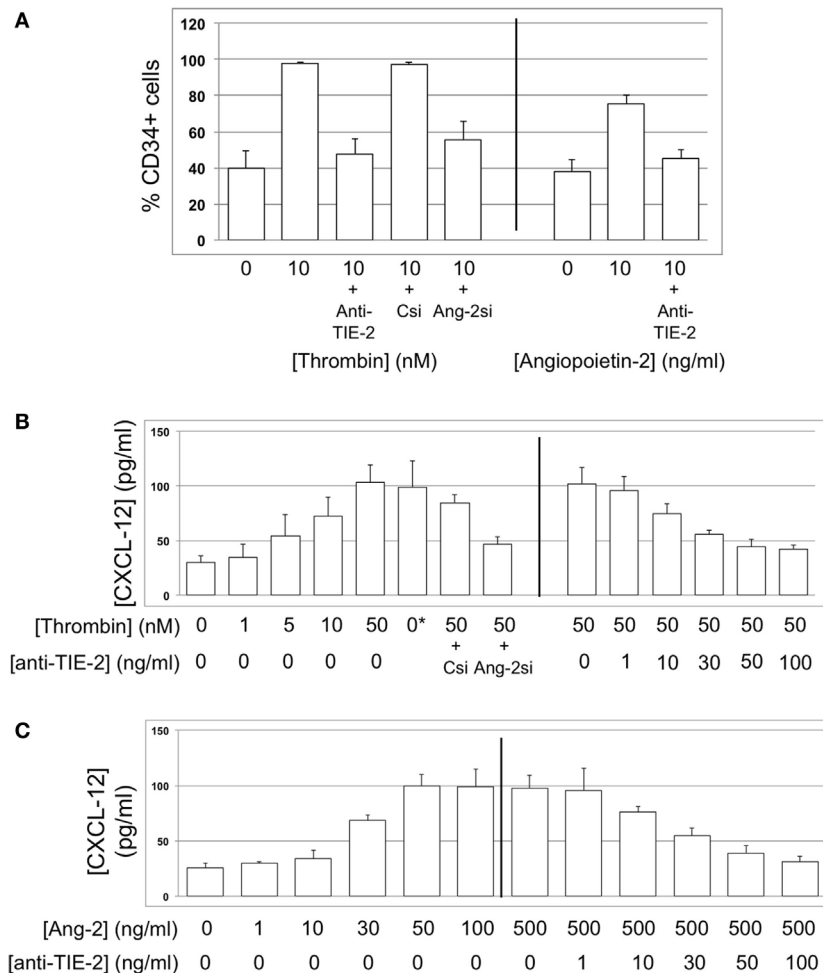 A
120
100
80
60
40
20
0
% CD34+ cells
0 10 10 10 10 0 10 10
+ + + +
Anti- Csi Ang-2si Anti-
TIE-2 TIE-2
[Thrombin] (nM) [Angiopoietin-2] (ng/ml)
B
150
100
50
0
[CXCL-12] (pg/ml)
[Thrombin] (nM) 0 1 5 10 50 0* 50 50 50 50 50 50 50 50
+ +
Csi Ang-2si
[anti-TIE-2] (ng/ml) 0 0 0 0 0 0 1 10 30 50 100
C
150
100
50
0
[CXCL-12]
(pg/ml)
[Ang-2] (ng/ml) 0 1 10 30 50 100 500 500 500 500 500 500
[anti-TIE-2] (ng/ml) 0 0 0 0 0 0 0 1 10 30 50 100